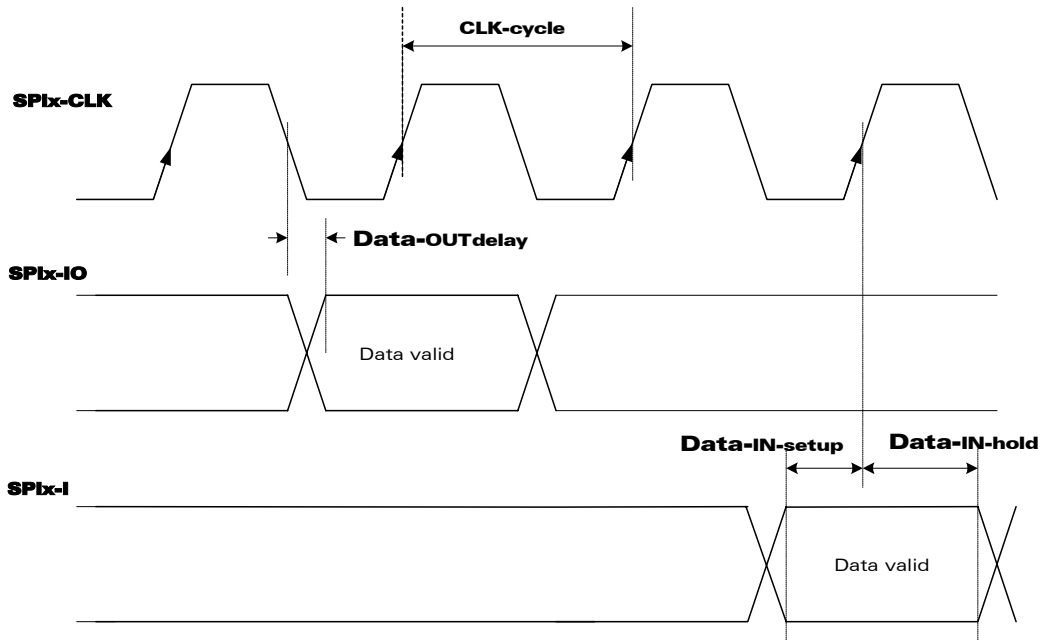 CLK-cycle
SPIx-CLK
Data-OUTdelay
SPIx-IO
Data valid
Data-IN-setup
Data-IN-hold
SPIx-I
Data valid